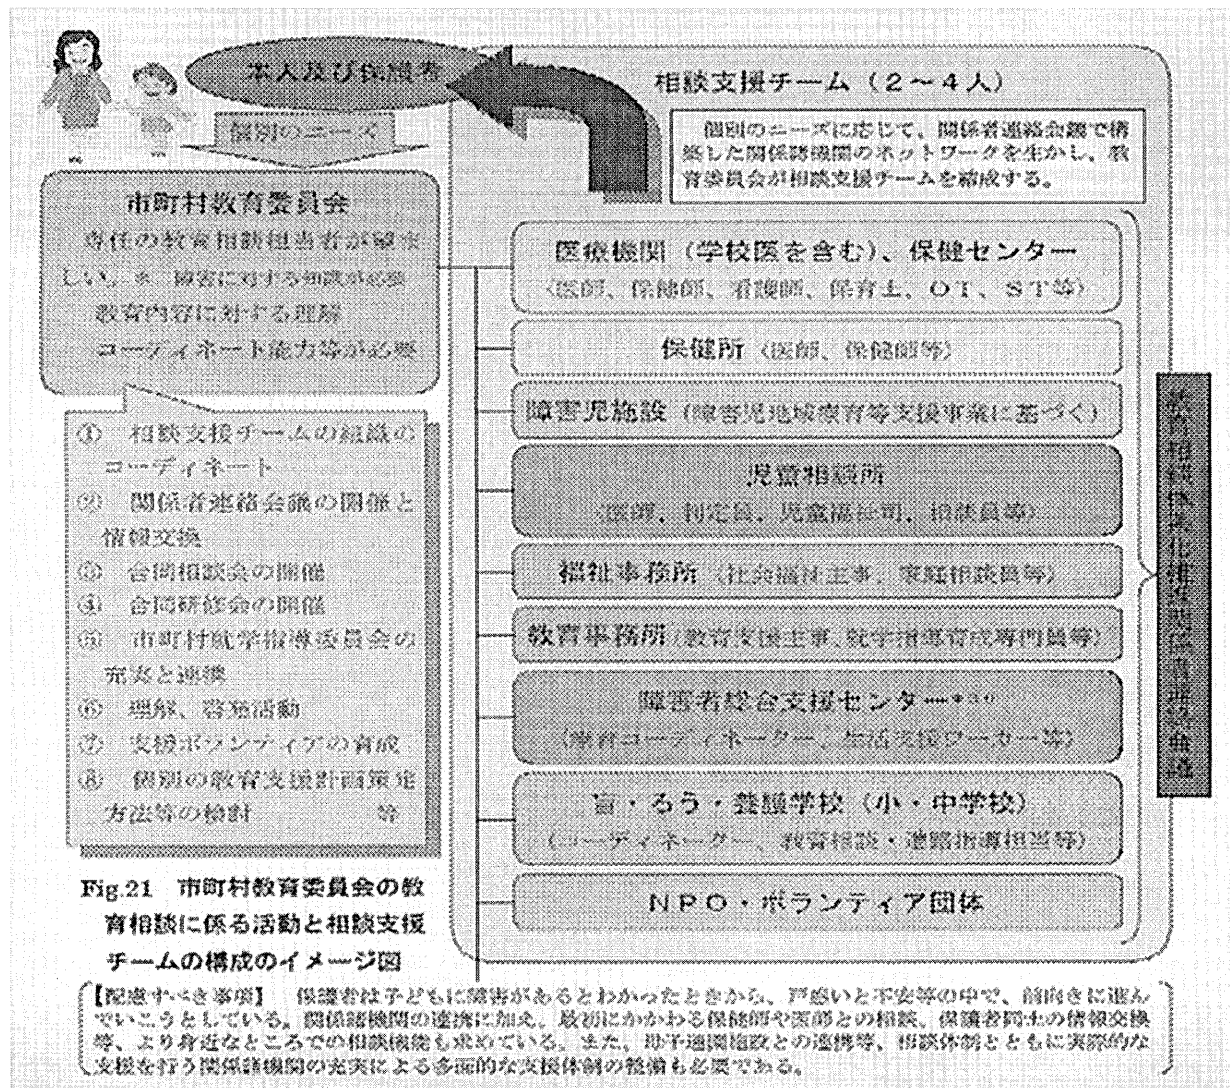 本人及び保護者
個別のニーズ
相談支援チーム（2～4人）
個別のニーズに応じて、関係者連絡会議で構
築した関係諸機関のネットワークを生かし、教
育委員会が相談支援チームを結成する。
市町村教育委員会
専任の教育相談担当者が望ま
しい。＊ 障害に対する知識が必要
教育内容に対する理解
コーディネート能力等が必要
① 相談支援チームの組織の
コーディネート
② 関係者連絡会議の開催と
情報交換
③ 合同相談会の開催
④ 合同研修会の開催
⑤ 市町村就学指導委員会の
充実と連携
⑥ 理解、啓発活動
⑦ 支援ボランティアの育成
⑧ 個別の教育支援計画策定
方法等の検討 等
医療機関（学校医を含む）、保健センター
（医師、保健師、看護師、保育士、ＯＴ、ＳＴ等）
保健所（医師、保健師等）
障害児施設（障害児地域療育等支援事業に基づく）
児童相談所
（医師、判定員、児童福祉司、相談員等）
福祉事務所（社会福祉主事、家庭相談員等）
教育事務所（教育支援主事、就学指導育成専門員等）
障害者総合支援センター
（療育コーディネーター、生活支援ワーカー等）
盲・ろう・養護学校（小・中学校）
（コーディネーター、教育相談・進路指導担当等）
ＮＰＯ・ボランティア団体
教育相談体制化推進関係者連絡会議
Fig.21 市町村教育委員会の教
育相談に係る活動と相談支援
チームの構成のイメージ図
【配慮すべき事項】 保護者は子どもに障害があるとわかったときから、戸惑いと不安等の中で、前向きに進ん
でいこうとしている。関係諸機関の連携に加え、最初にかかわる保健師や医師との相談、保護者同士の情報交換
等、より身近なところでの相談機能も求めている。また、母子通園施設との連携等、相談体制とともに実際的な
支援を行う関係諸機関の充実による多面的な支援体制の整備も必要である。